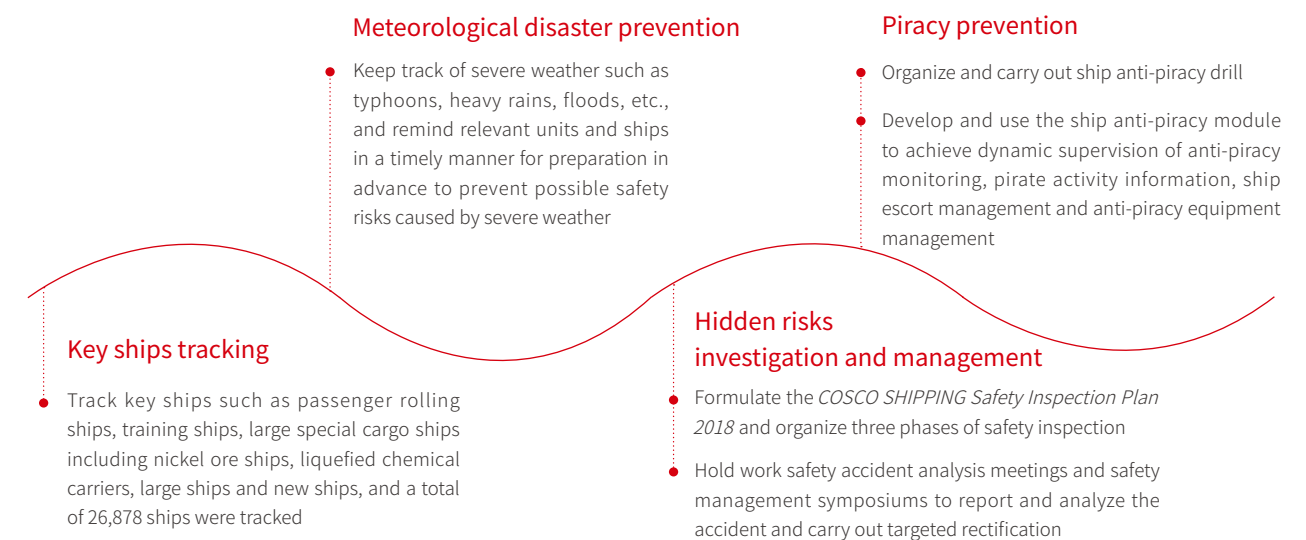 Meteorological disaster prevention
Keep track of severe weather such as
typhoons, heavy rains, floods, etc.,
and remind relevant units and ships
in a timely manner for preparation in
advance to prevent possible safety
risks caused by severe weather
Piracy prevention
Organize and carry out ship anti-piracy drill
Develop and use the ship anti-piracy module
to achieve dynamic supervision of anti-piracy
monitoring, pirate activity information, ship
escort management and anti-piracy equipment
management
Key ships tracking
Track key ships such as passenger rolling
ships, training ships, large special cargo ships
including nickel ore ships, liquefied chemical
carriers, large ships and new ships, and a total
of 26,878 ships were tracked
Hidden risks
investigation and management
Formulate the COSCO SHIPPING Safety Inspection Plan
2018 and organize three phases of safety inspection
Hold work safety accident analysis meetings and safety
management symposiums to report and analyze the
accident and carry out targeted rectification